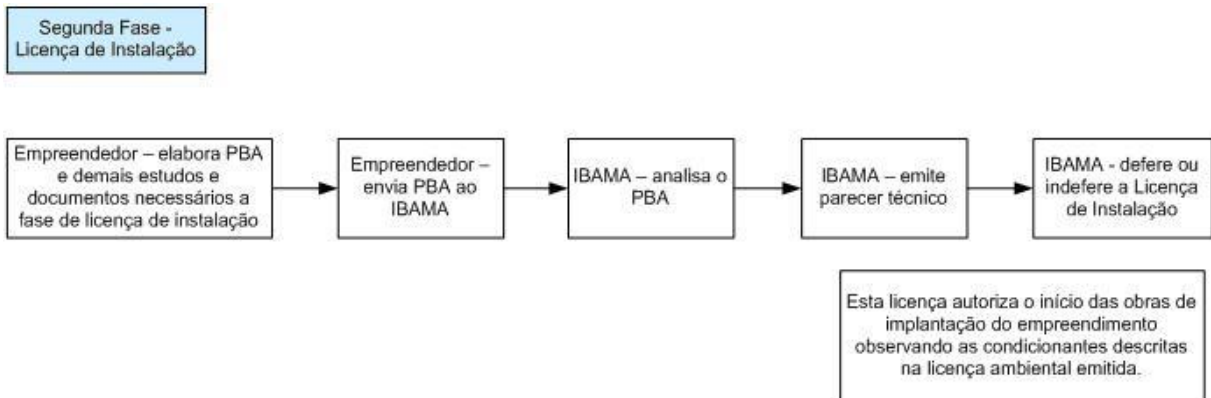 Segunda Fase -
Licença de Instalação
Empreendedor – elabora PBA
e demais estudos e
documentos necessários a
fase de licença de instalação
Empreendedor –
envia PBA ao
IBAMA
IBAMA – analisa o
PBA
IBAMA – emite
parecer técnico
IBAMA - defere ou
indefere a Licença
de Instalação
Esta licença autoriza o início das obras de
implantação do empreendimento
observando as condicionantes descritas
na licença ambiental emitida.